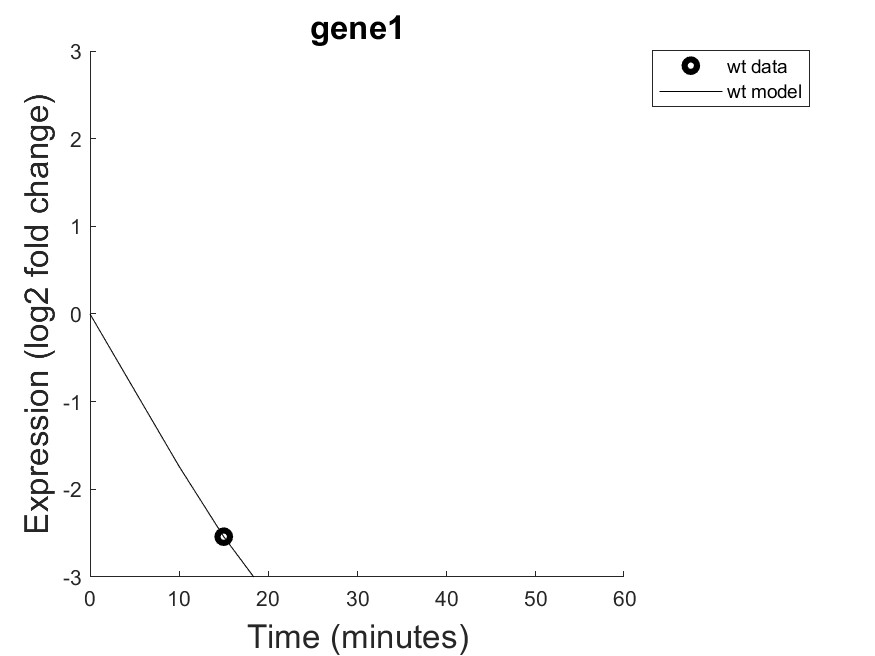 gene1
wt data
wt model
Expression (log2 fold change)
3
2
1
0
-1
-2
-3
0 10 20 30 40 50 60
Time (minutes)